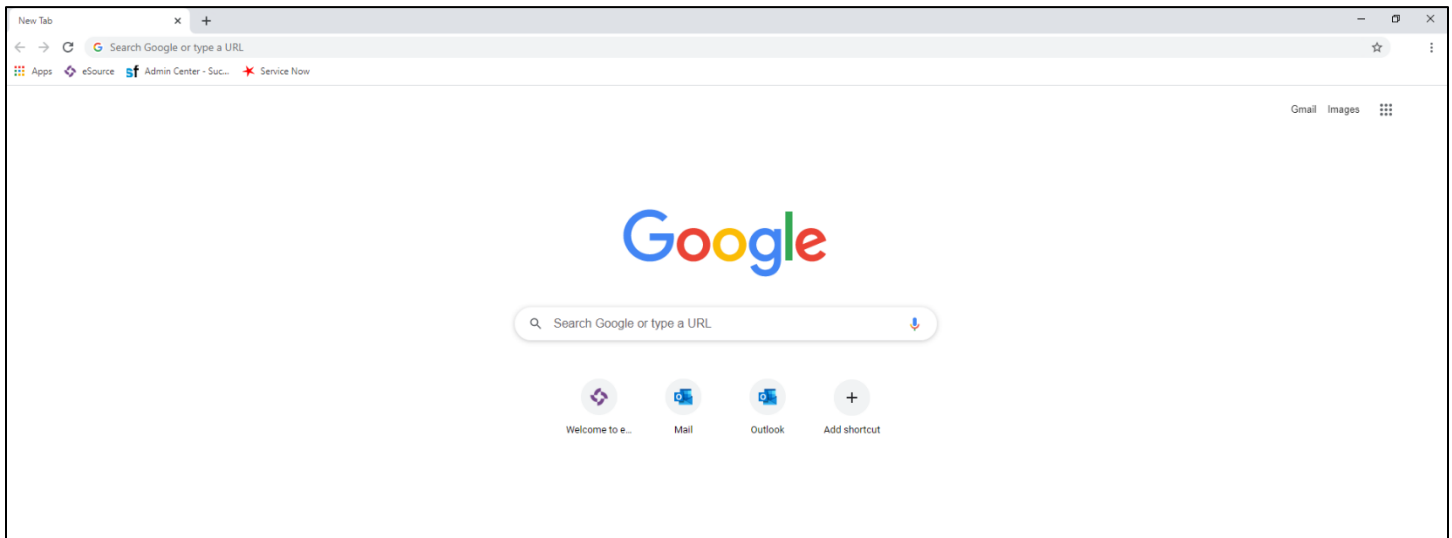 New Tab
Search Google or type a URL
Apps eSource Admin Center - Suc... Service Now
Gmail Images
Google
Search Google or type a URL
Welcome to e... Mail Outlook Add shortcut